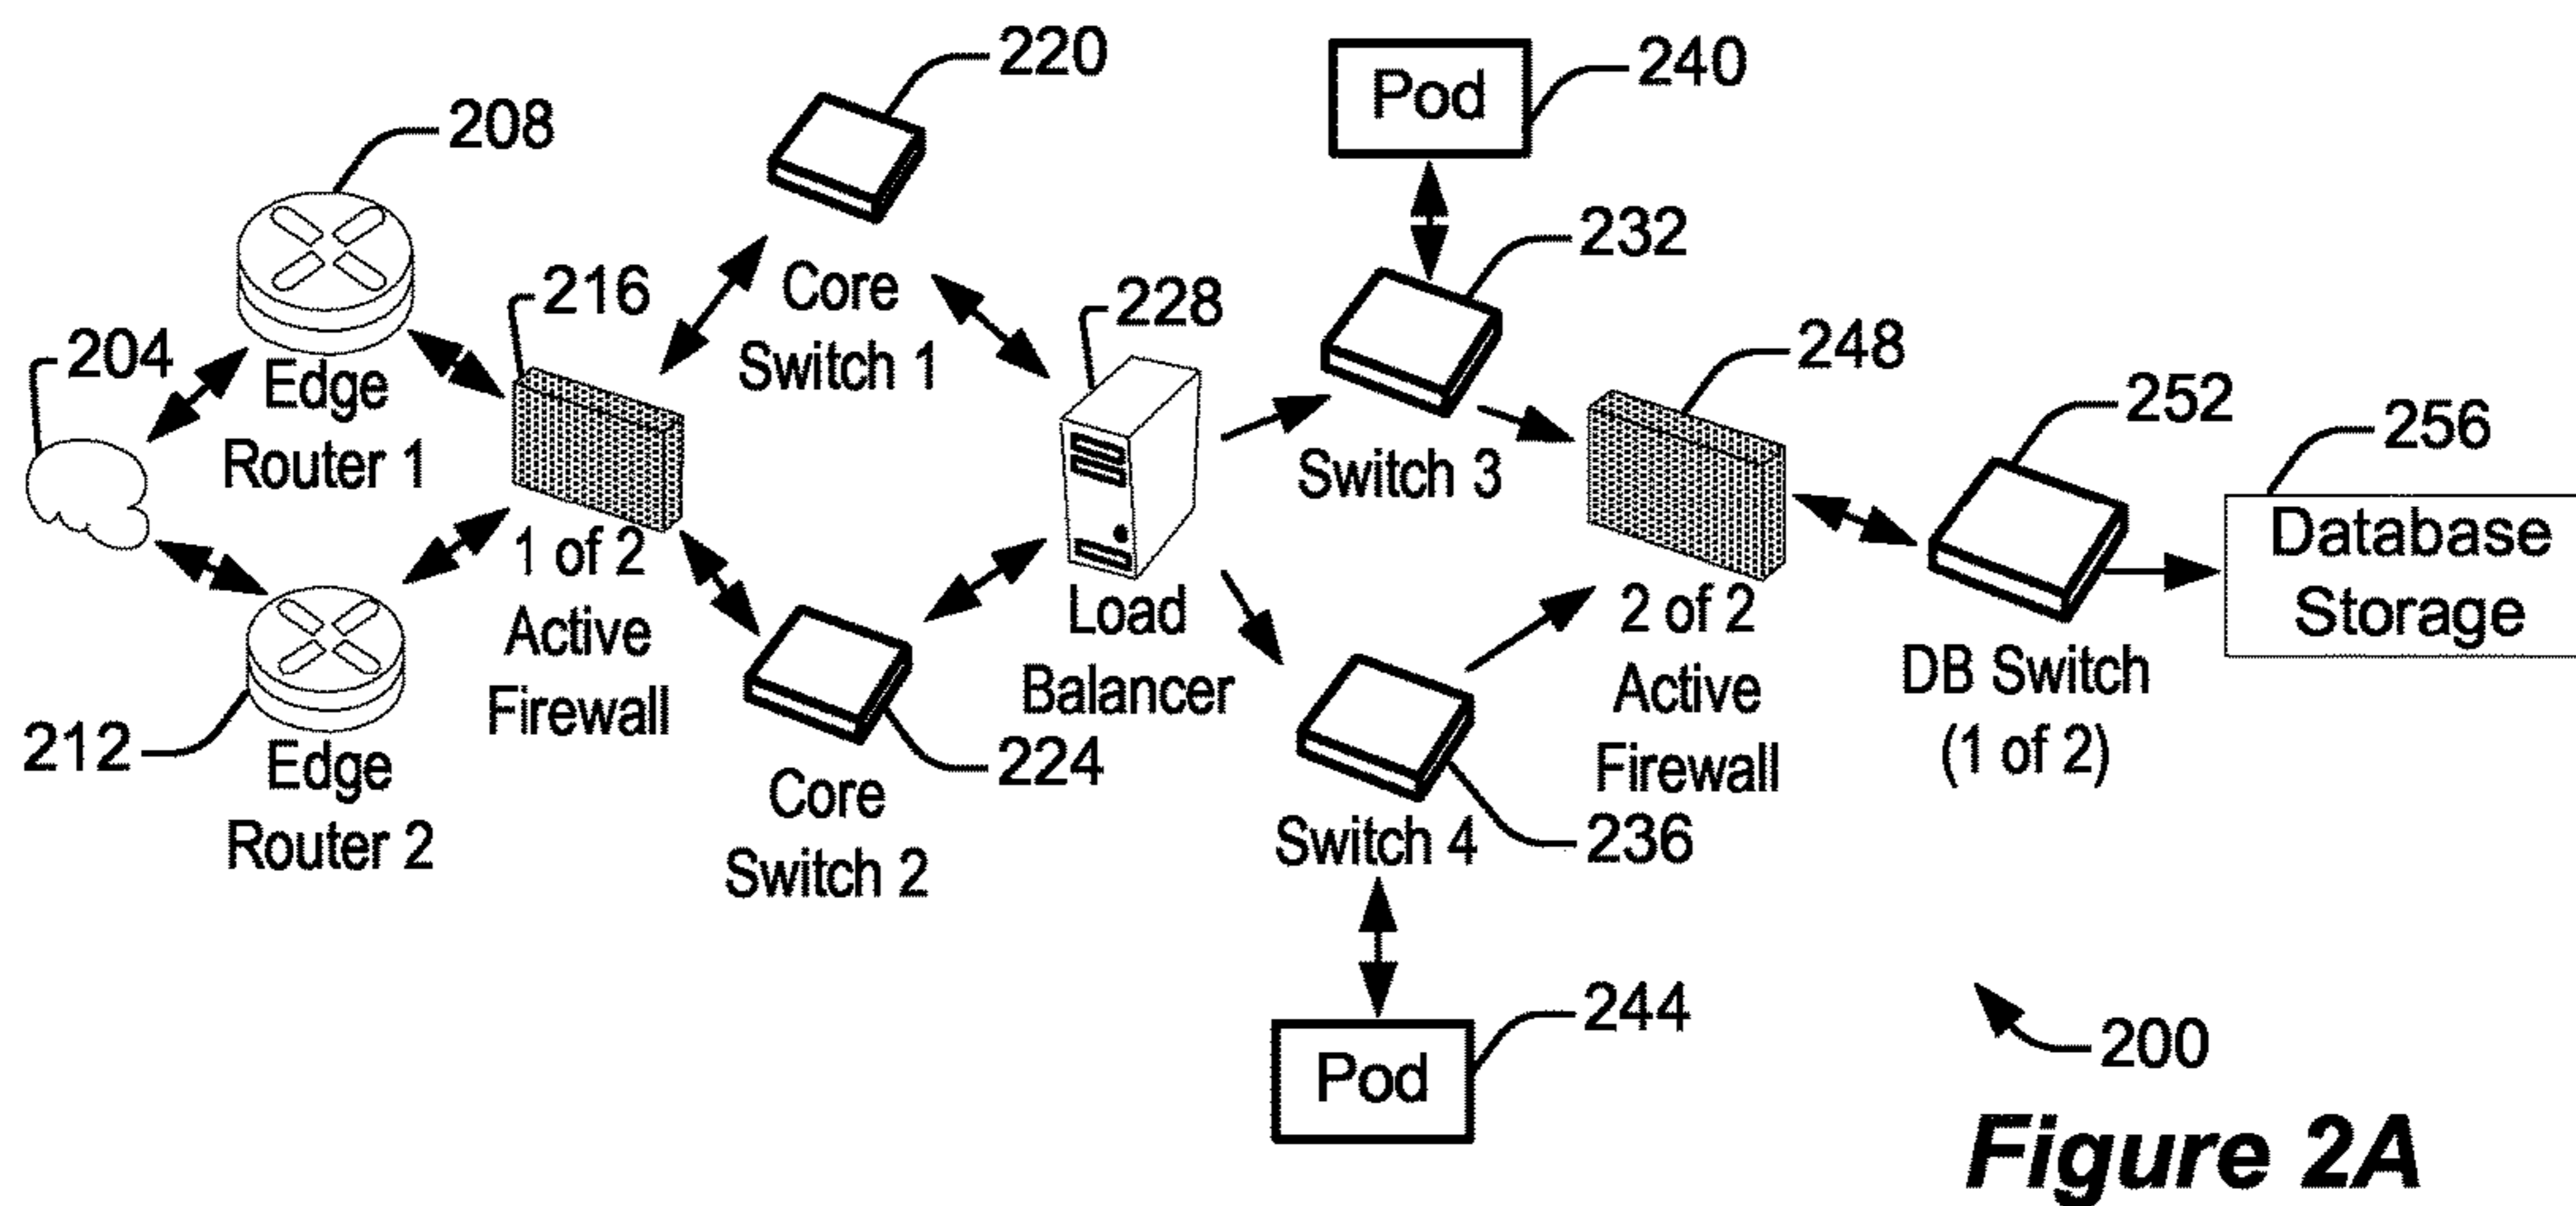 220
240
Pod
208
232
216
Core
Switch 1
228
248
204
Edge
Router 1
252
256
Switch 3
Database
Storage
1 of 2
Active
Firewall
Load
Balancer
2 of 2
Active
Firewall
DB Switch
(1 of 2)
212
Edge
Router 2
224
Core
Switch 2
Switch 4
236
244
Pod
200
Figure 2A